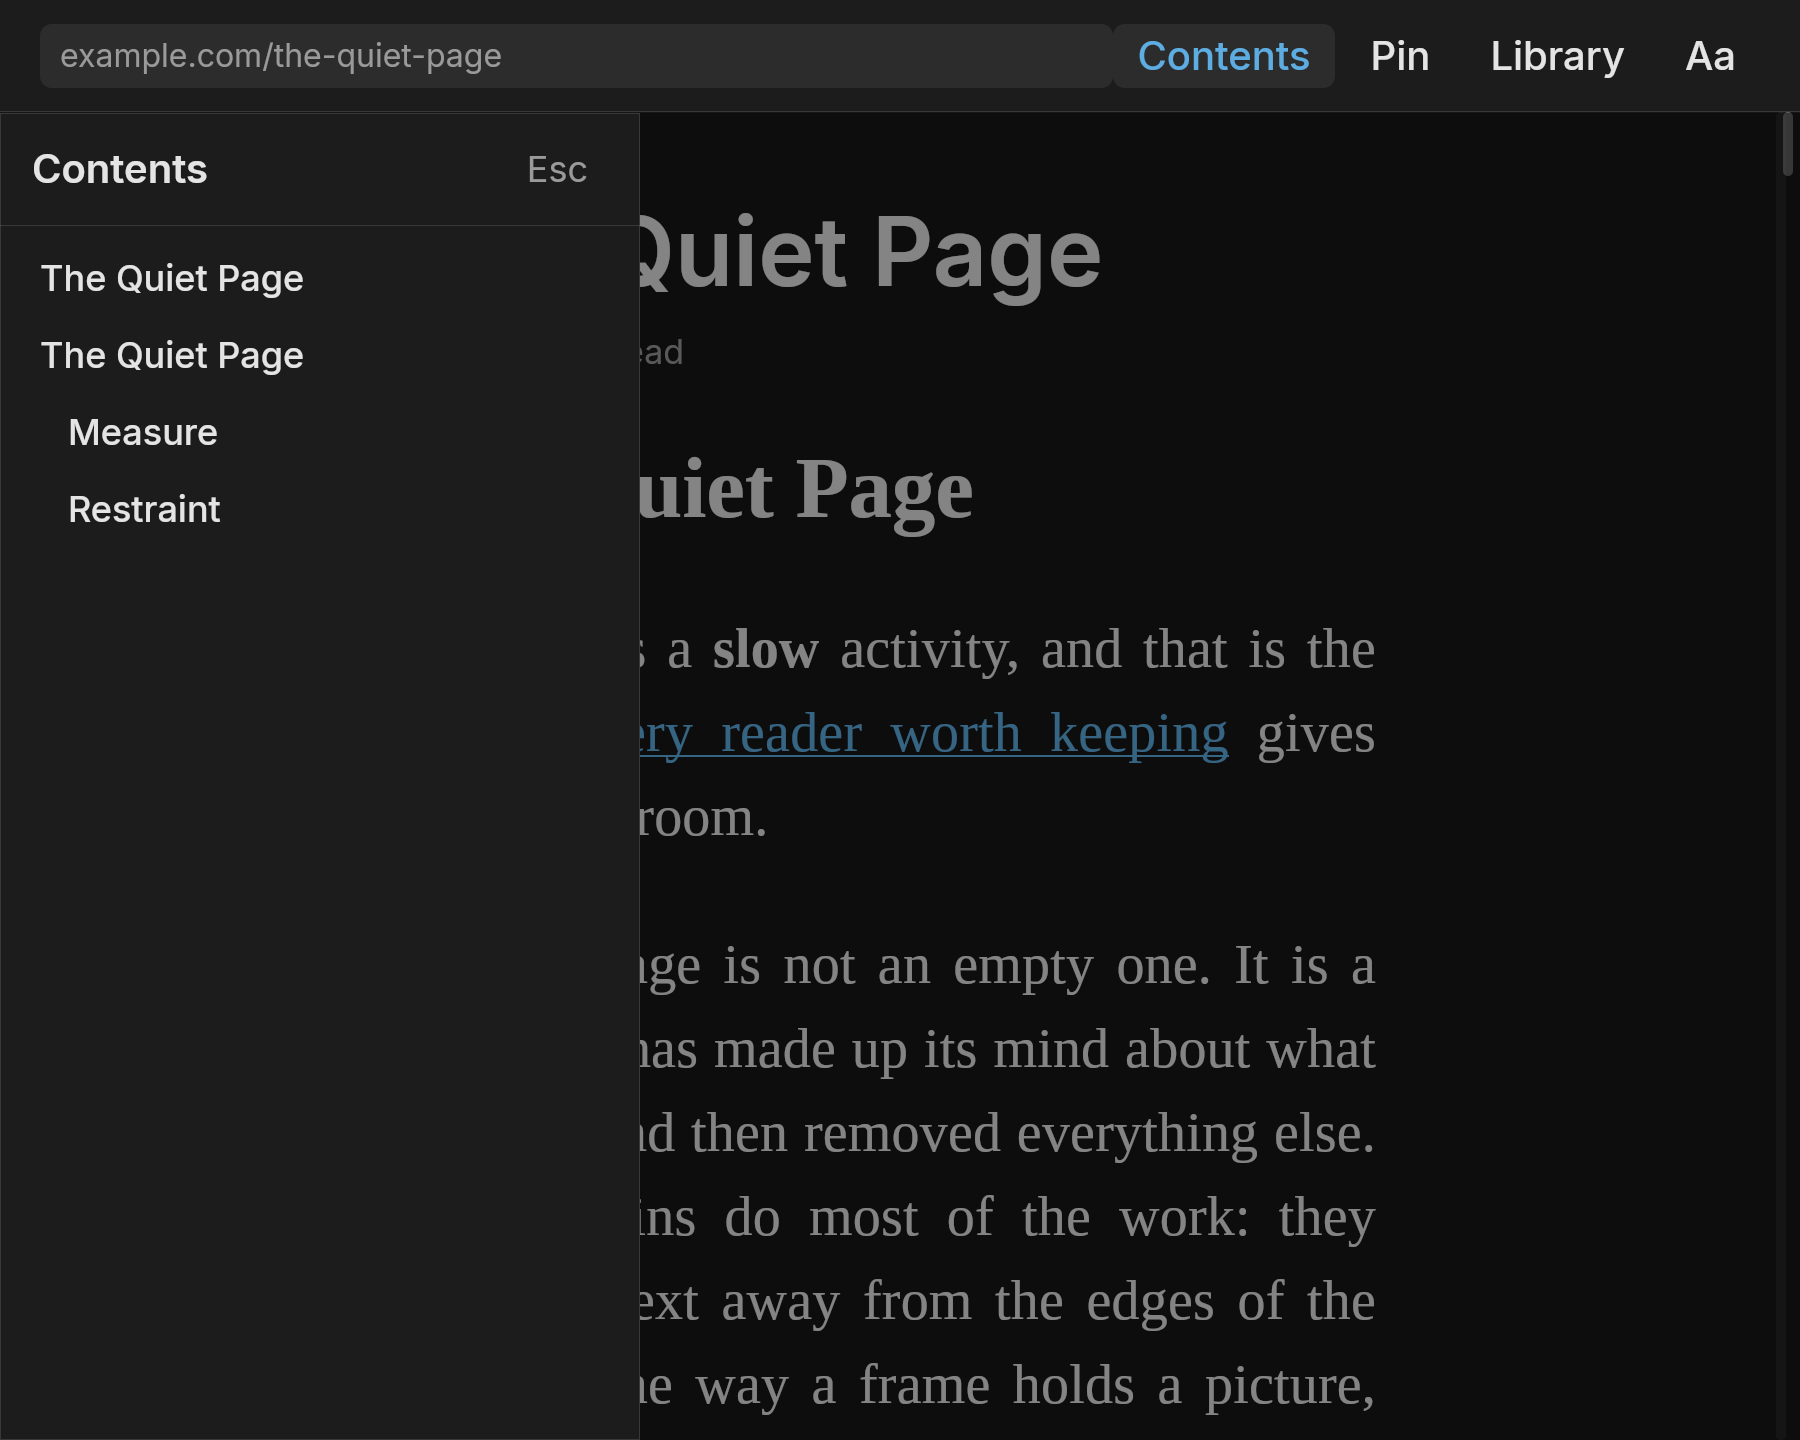 example.com/the-quiet-page
Contents
Pin
Library
Aa
Contents
Esc
The Quiet Page
The Quiet Page
Measure
Restraint
Quiet Page
uiet Page
a slow activity, and that is the
reader worth keeping gives
room.
is not an empty one. It is a
made up its mind about what
then removed everything else.
do most of the work: they
away from the edges of the
way a frame holds a picture,